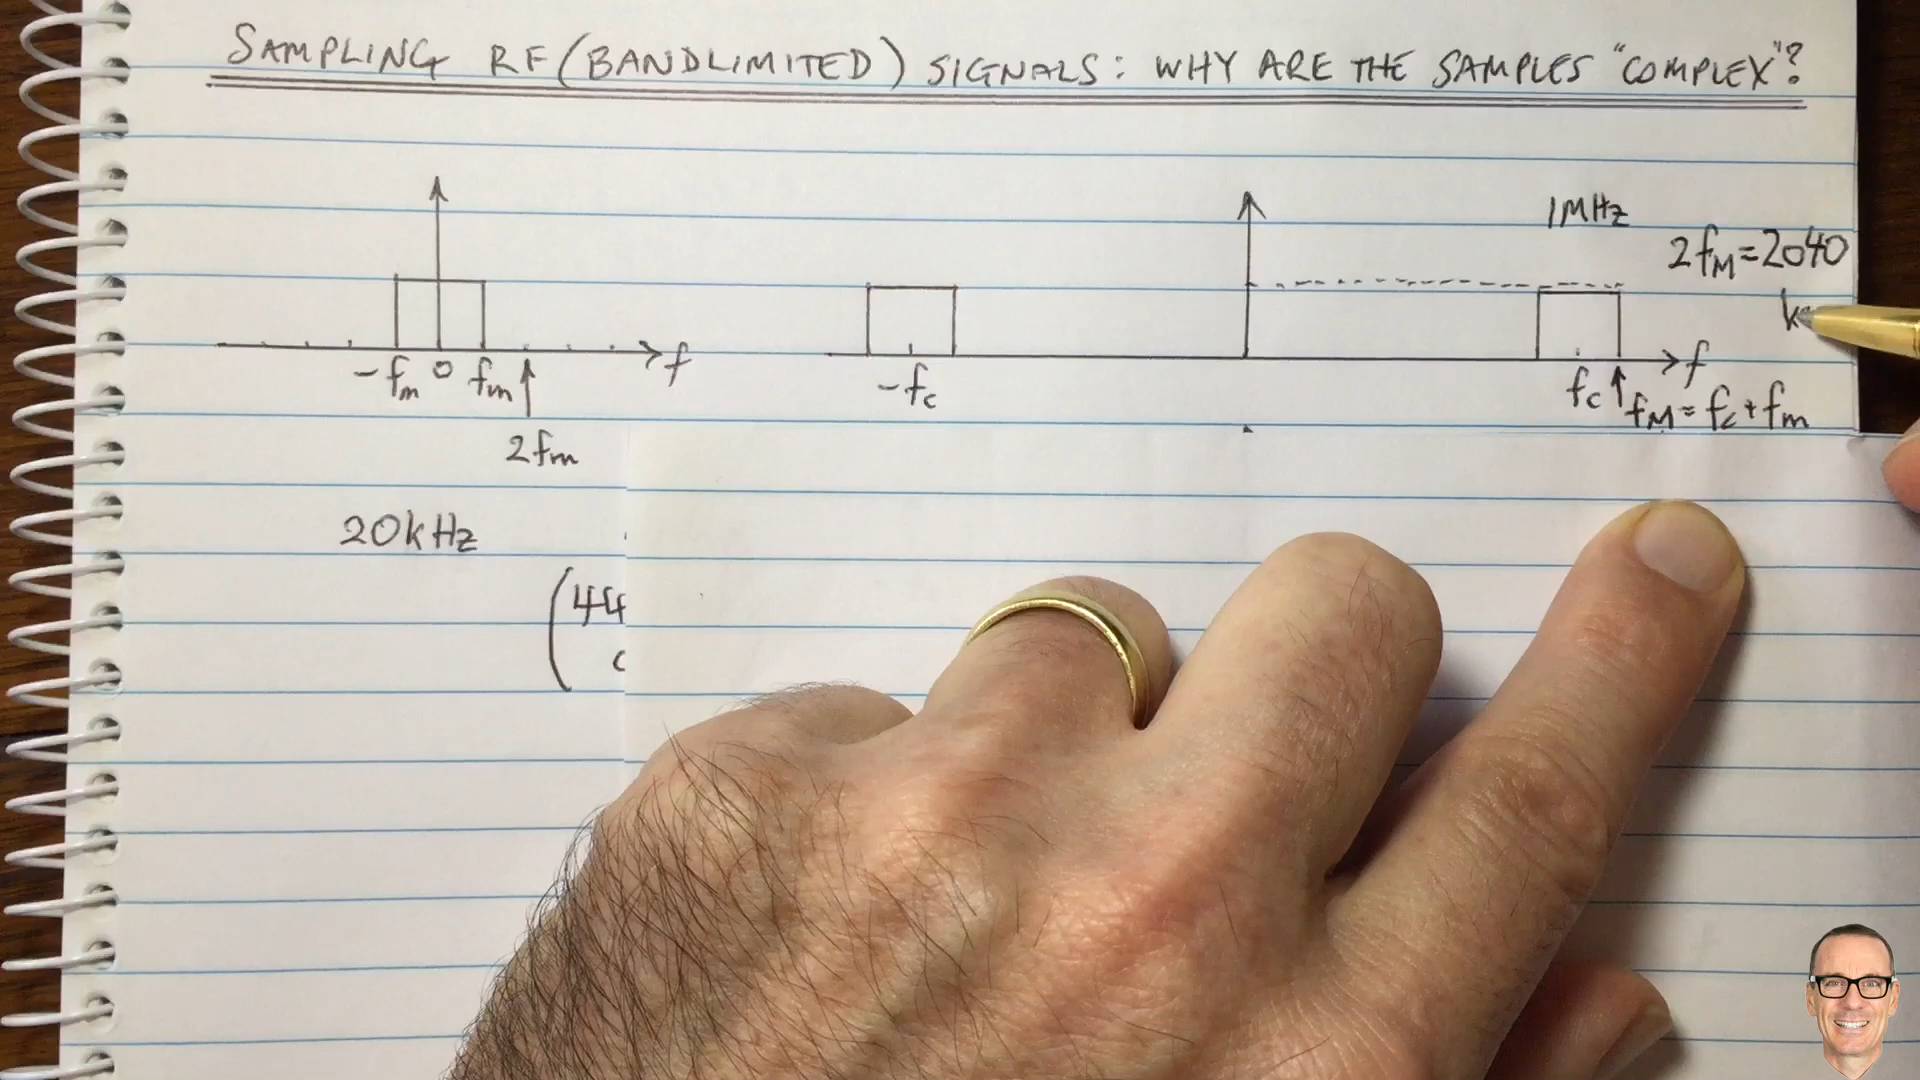 SAMPLING RF (BANDLIMITED) SIGNALS: WHY ARE THE SAMPLES "COMPLEX"?
1MHz
2fM=2040
k
-fm 0 fm f
2fm
-fc fc f
fM=fc+fm
20kHz
(44